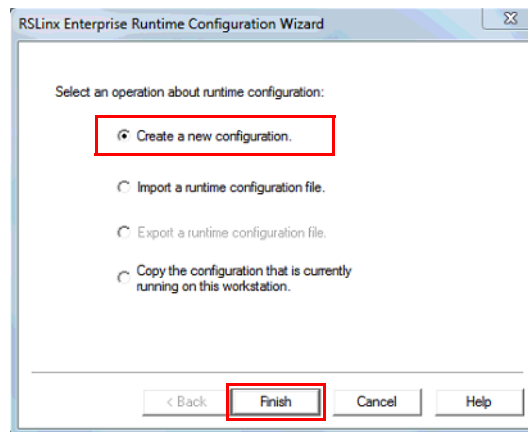 RSLinx Enterprise Runtime Configuration Wizard
Select an operation about runtime configuration:
Create a new configuration.
Import a runtime configuration file.
Export a runtime configuration file.
Copy the configuration that is currently
running on this workstation.
< Back
Finish
Cancel
Help